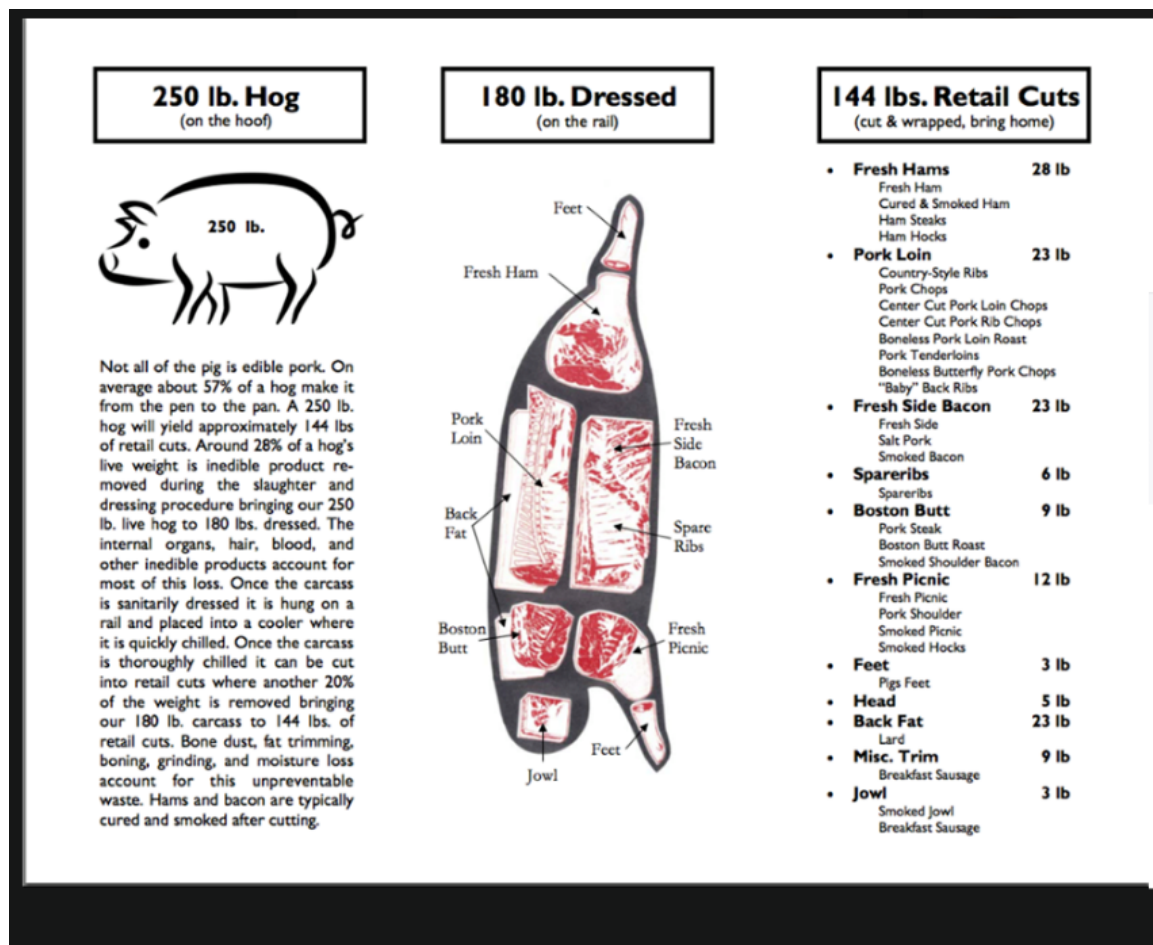 250 lb. Hog
(on the hoof)
250 lb.
Not all of the pig is edible pork. On
average about 57% of a hog make it
from the pen to the pan. A 250 lb.
hog will yield approximately 144 lbs
of retail cuts. Around 28% of a hog's
live weight is inedible product re-
moved during the slaughter and
dressing procedure bringing our 250
lb. live hog to 180 lbs. dressed. The
internal organs, hair, blood, and
other inedible products account for
most of this loss. Once the carcass
is sanitarily dressed it is hung on a
rail and placed into a cooler where
it is quickly chilled. Once the carcass
is thoroughly chilled it can be cut
into retail cuts where another 20%
of the weight is removed bringing
our 180 lb. carcass to 144 lbs. of
retail cuts. Bone dust, fat trimming,
boning, grinding, and moisture loss
account for this unpreventable
waste. Hams and bacon are typically
cured and smoked after cutting.
180 lb. Dressed
(on the rail)
Feet
Fresh Ham
Pork
Loin
Fresh
Side
Bacon
Back
Fat
Spare
Ribs
Boston
Butt
Fresh
Picnic
Feet
Jowl
144 lbs. Retail Cuts
(cut & wrapped, bring home)
• Fresh Hams 28 lb
Fresh Ham
Cured & Smoked Ham
Ham Steaks
Ham Hocks
• Pork Loin 23 lb
Country-Style Ribs
Pork Chops
Center Cut Pork Loin Chops
Center Cut Pork Rib Chops
Boneless Pork Loin Roast
Pork Tenderloins
Boneless Butterfly Pork Chops
"Baby" Back Ribs
• Fresh Side Bacon 23 lb
Fresh Side
Salt Pork
Smoked Bacon
• Spareribs 6 lb
Spareribs
• Boston Butt 9 lb
Pork Steak
Boston Butt Roast
Smoked Shoulder Bacon
• Fresh Picnic 12 lb
Fresh Picnic
Pork Shoulder
Smoked Picnic
Smoked Hocks
• Feet 3 lb
Pigs Feet
• Head 5 lb
• Back Fat 23 lb
Lard
• Misc. Trim 9 lb
Breakfast Sausage
• Jowl 3 lb
Smoked Jowl
Breakfast Sausage